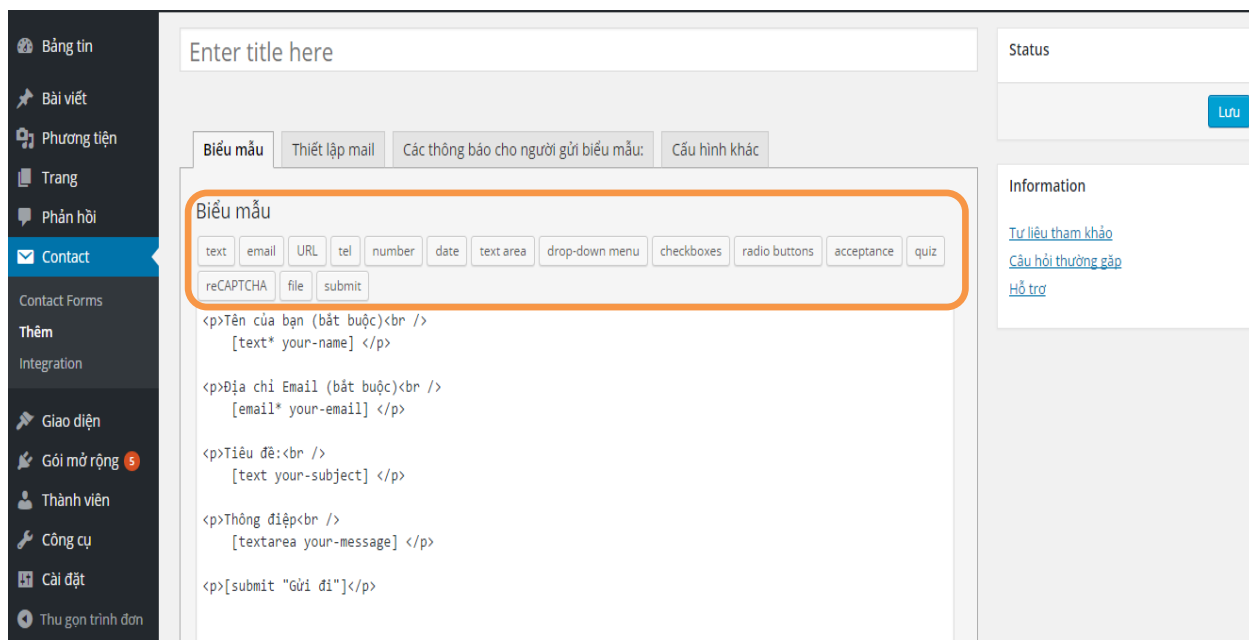 Bảng tin
Bài viết
Phương tiện
Trang
Phản hồi
Contact
Contact Forms
Thêm
Integration
Giao diện
Gói mở rộng 5
Thành viên
Công cụ
Cài đặt
Thu gọn trình đơn
Enter title here
Biểu mẫu Thiết lập mail Các thông báo cho người gửi biểu mẫu: Cấu hình khác
Biểu mẫu
text email URL tel number date text area drop-down menu checkboxes radio buttons acceptance quiz
reCAPTCHA file submit
<p>Tên của bạn (bắt buộc)<br />
[text* your-name] </p>
<p>Địa chỉ Email (bắt buộc)<br />
[email* your-email] </p>
<p>Tiêu đề:<br />
[text your-subject] </p>
<p>Thông điệp<br />
[textarea your-message] </p>
<p>[submit "Gửi đi"]</p>
Status
Lưu
Information
Tư liệu tham khảo
Câu hỏi thường gặp
Hỗ trợ